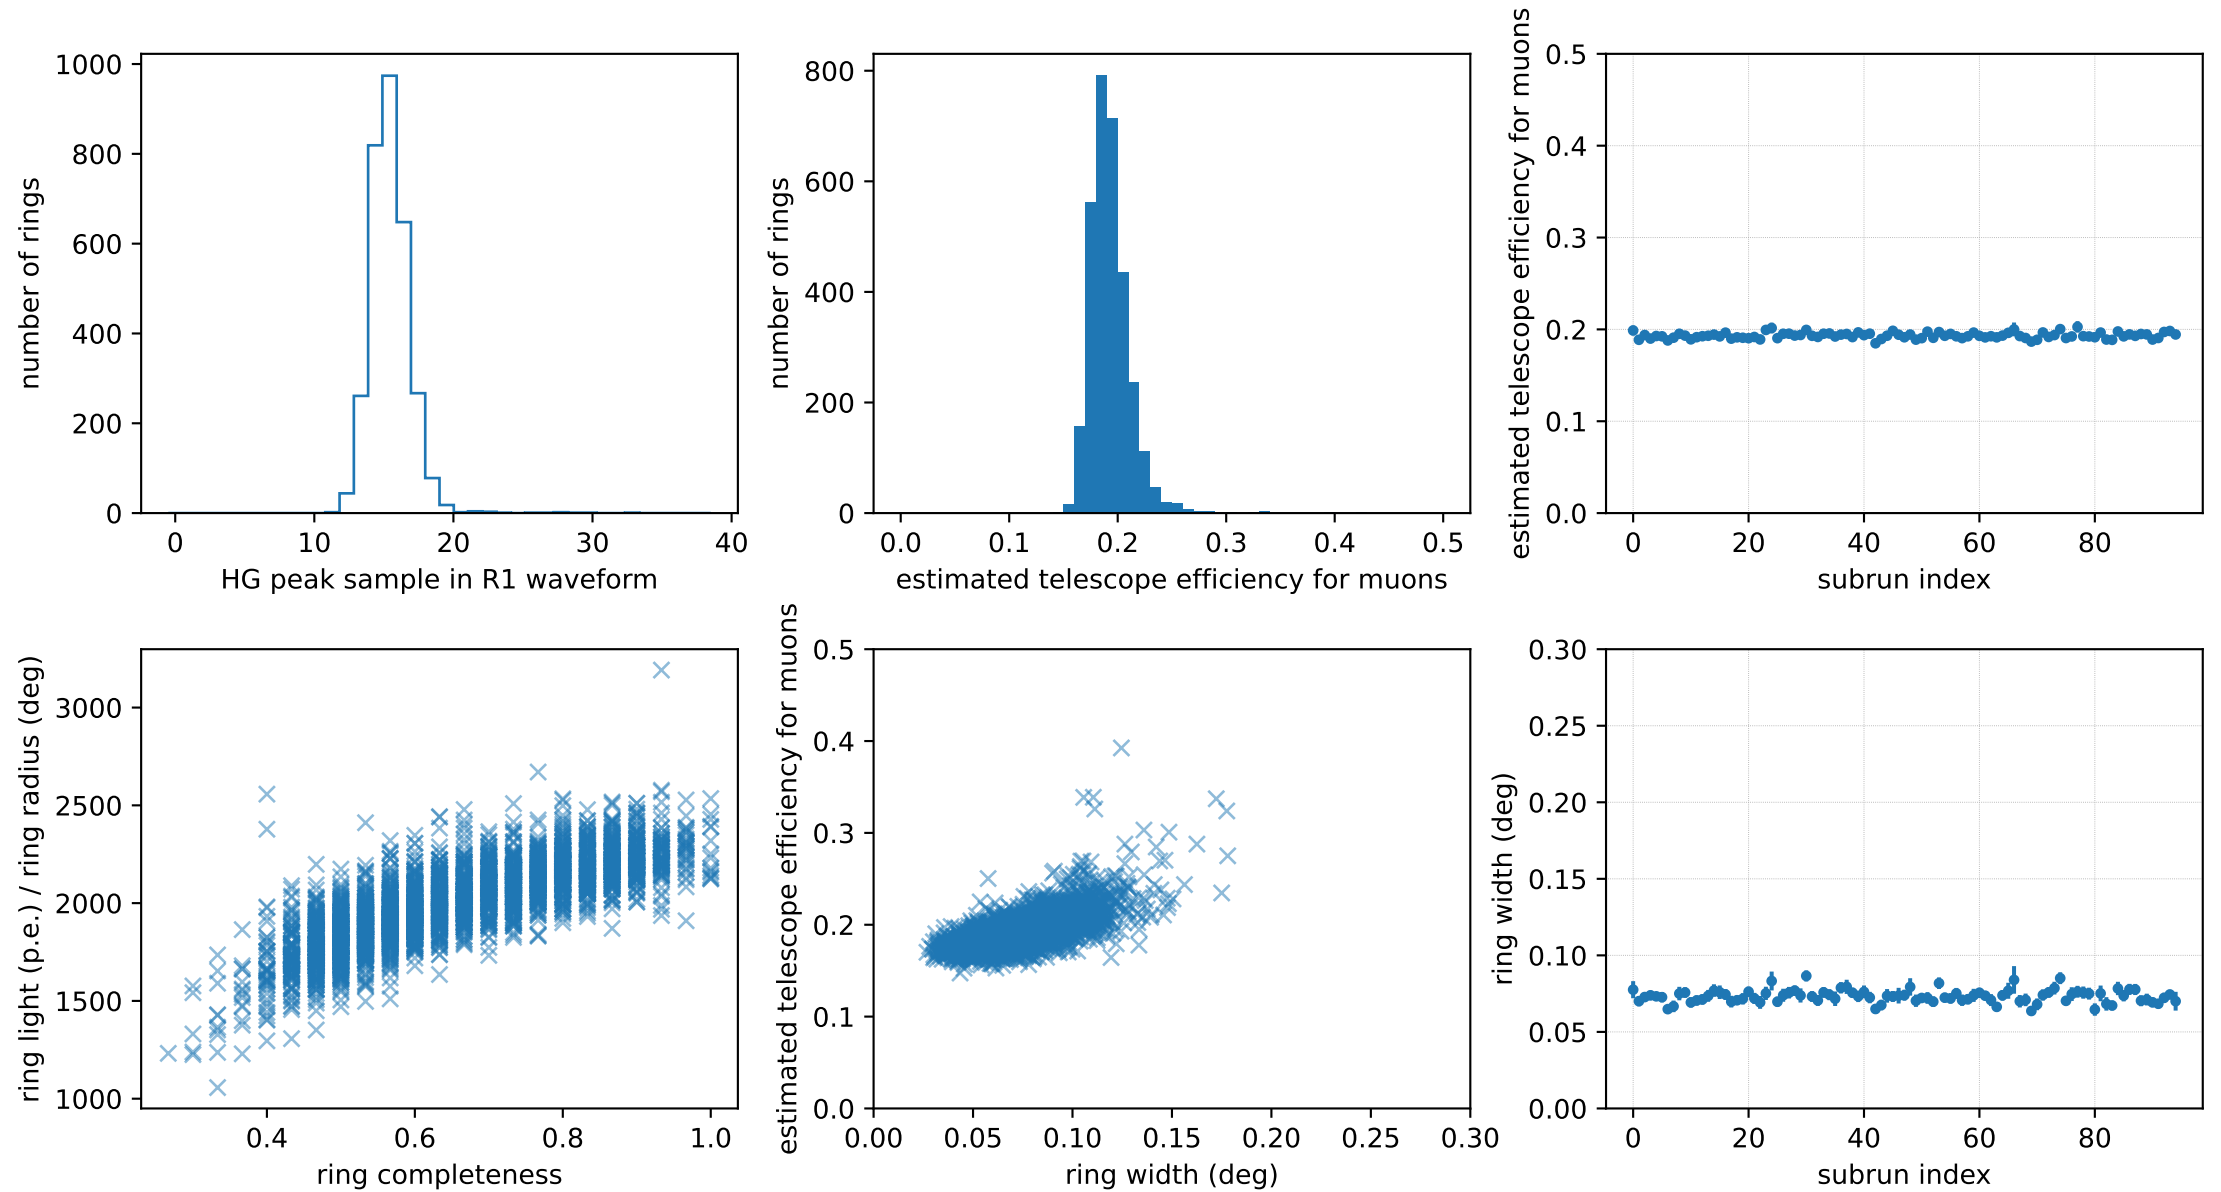 number of rings
1000
800
600
400
200
0
0 10 20 30 40
HG peak sample in R1 waveform
number of rings
800
600
400
200
0
0.0 0.1 0.2 0.3 0.4 0.5
estimated telescope efficiency for muons
estimated telescope efficiency for muons
0.5
0.4
0.3
0.2
0.1
0.0
0 20 40 60 80
subrun index
ring light (p.e.) / ring radius (deg)
3000
2500
2000
1500
1000
0.4 0.6 0.8 1.0
ring completeness
estimated telescope efficiency for muons
0.5
0.4
0.3
0.2
0.1
0.0
0.00 0.05 0.10 0.15 0.20 0.25 0.30
ring width (deg)
ring width (deg)
0.30
0.25
0.20
0.15
0.10
0.05
0.00
0 20 40 60 80
subrun index